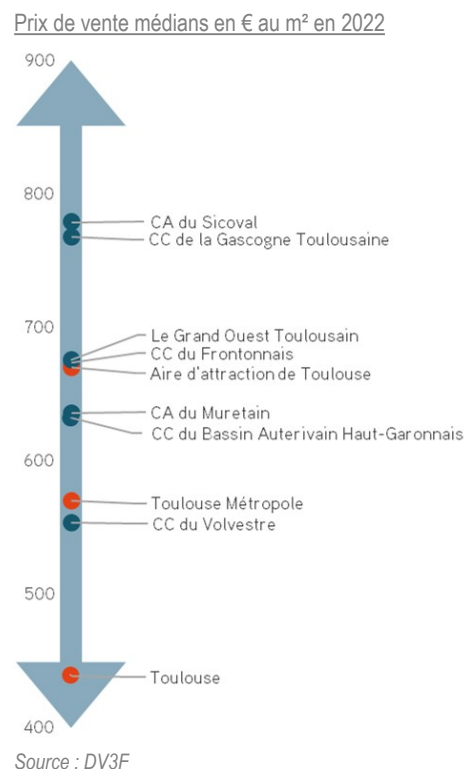 Prix de vente médians en € au m² en 2022
900
800
CA du Sicoval
CC de la Gascogne Toulousaine
700
Le Grand Ouest Toulousain
CC du Frontonnais
Aire d'attraction de Toulouse
CA du Muretain
CC du Bassin Auterivain Haut-Garonnais
600
Toulouse Métropole
CC du Volvestre
500
Toulouse
400
Source : DV3F